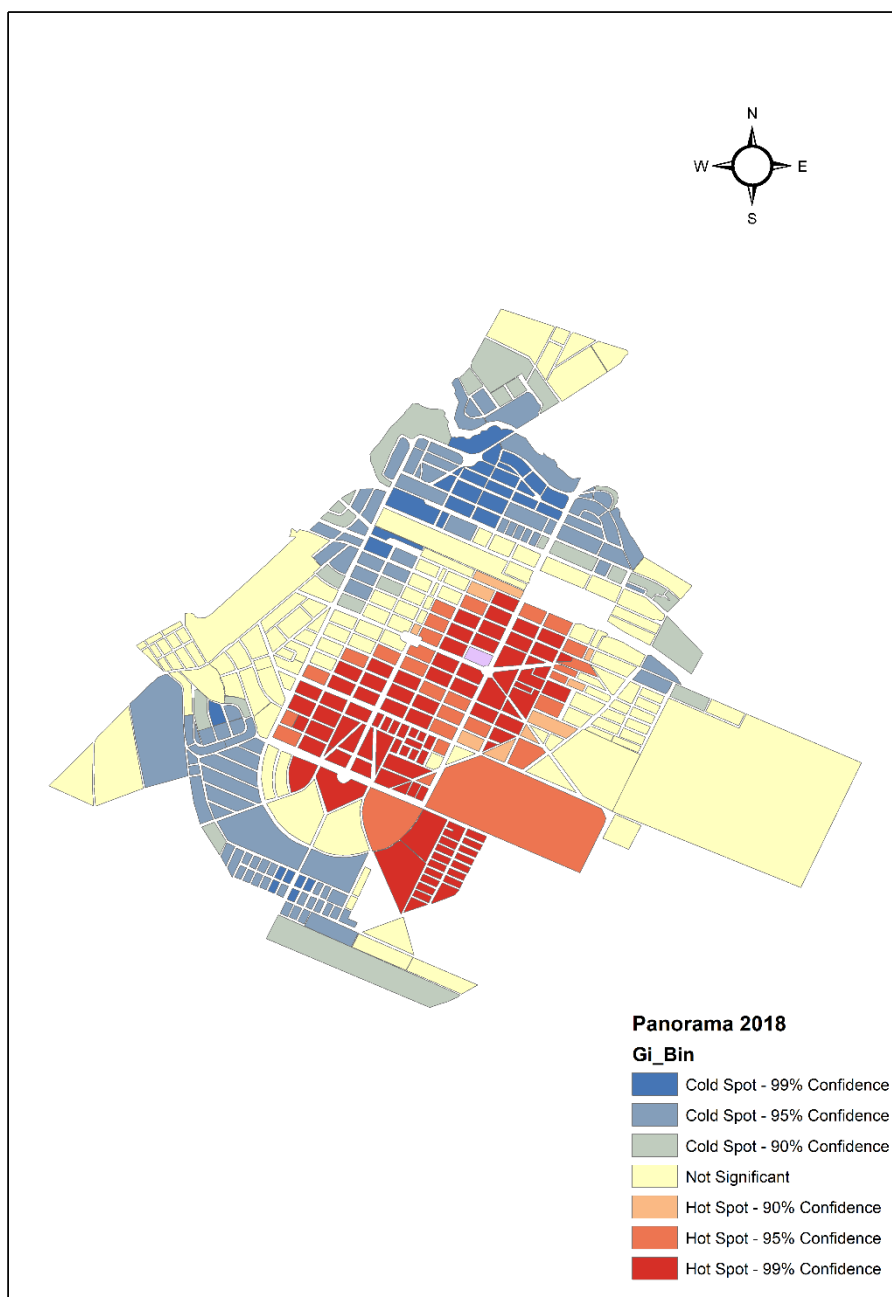 N
W E
S
Panorama 2018
Gi_Bin
Cold Spot - 99% Confidence
Cold Spot - 95% Confidence
Cold Spot - 90% Confidence
Not Significant
Hot Spot - 90% Confidence
Hot Spot - 95% Confidence
Hot Spot - 99% Confidence